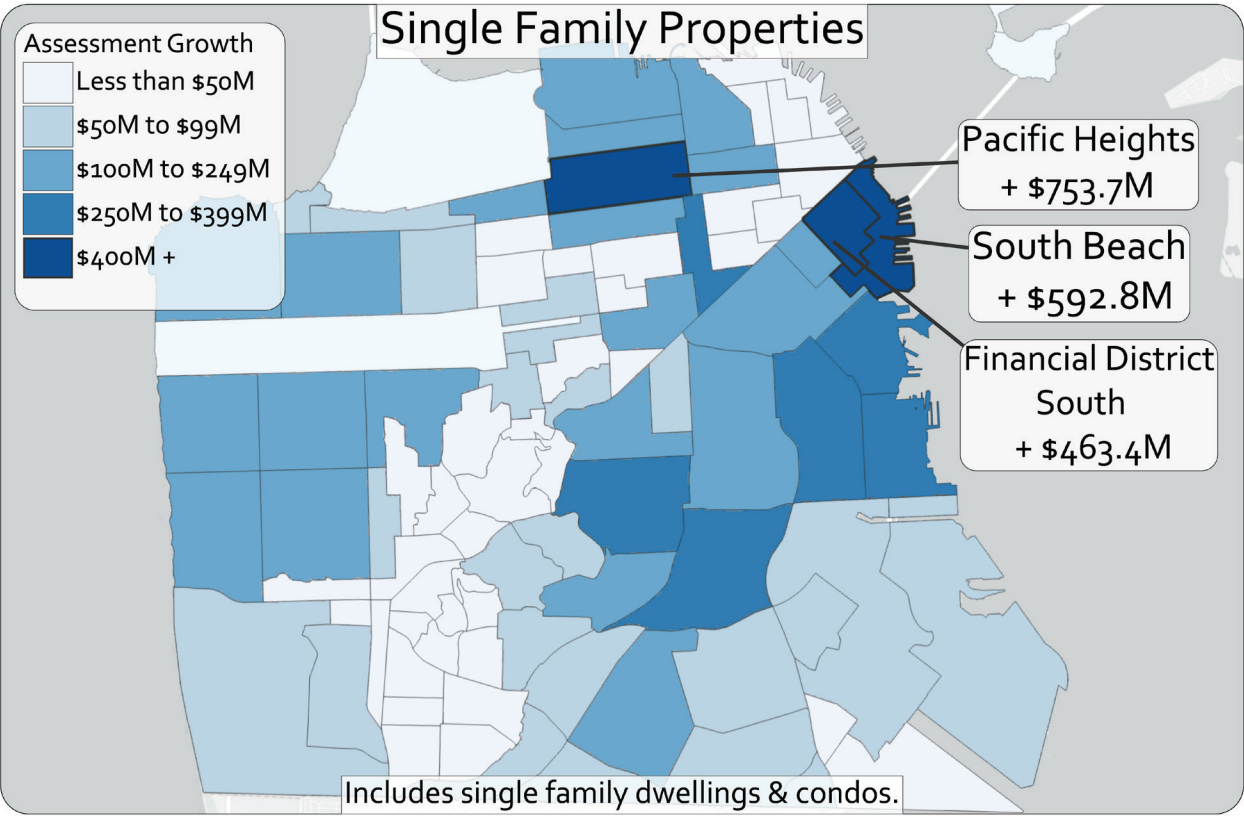 Single Family Properties
Assessment Growth
Less than $50M
$50M to $99M
$100M to $249M
$250M to $399M
$400M +
Pacific Heights
+ $753.7M
South Beach
+ $592.8M
Financial District
South
+ $463.4M
Includes single family dwellings & condos.